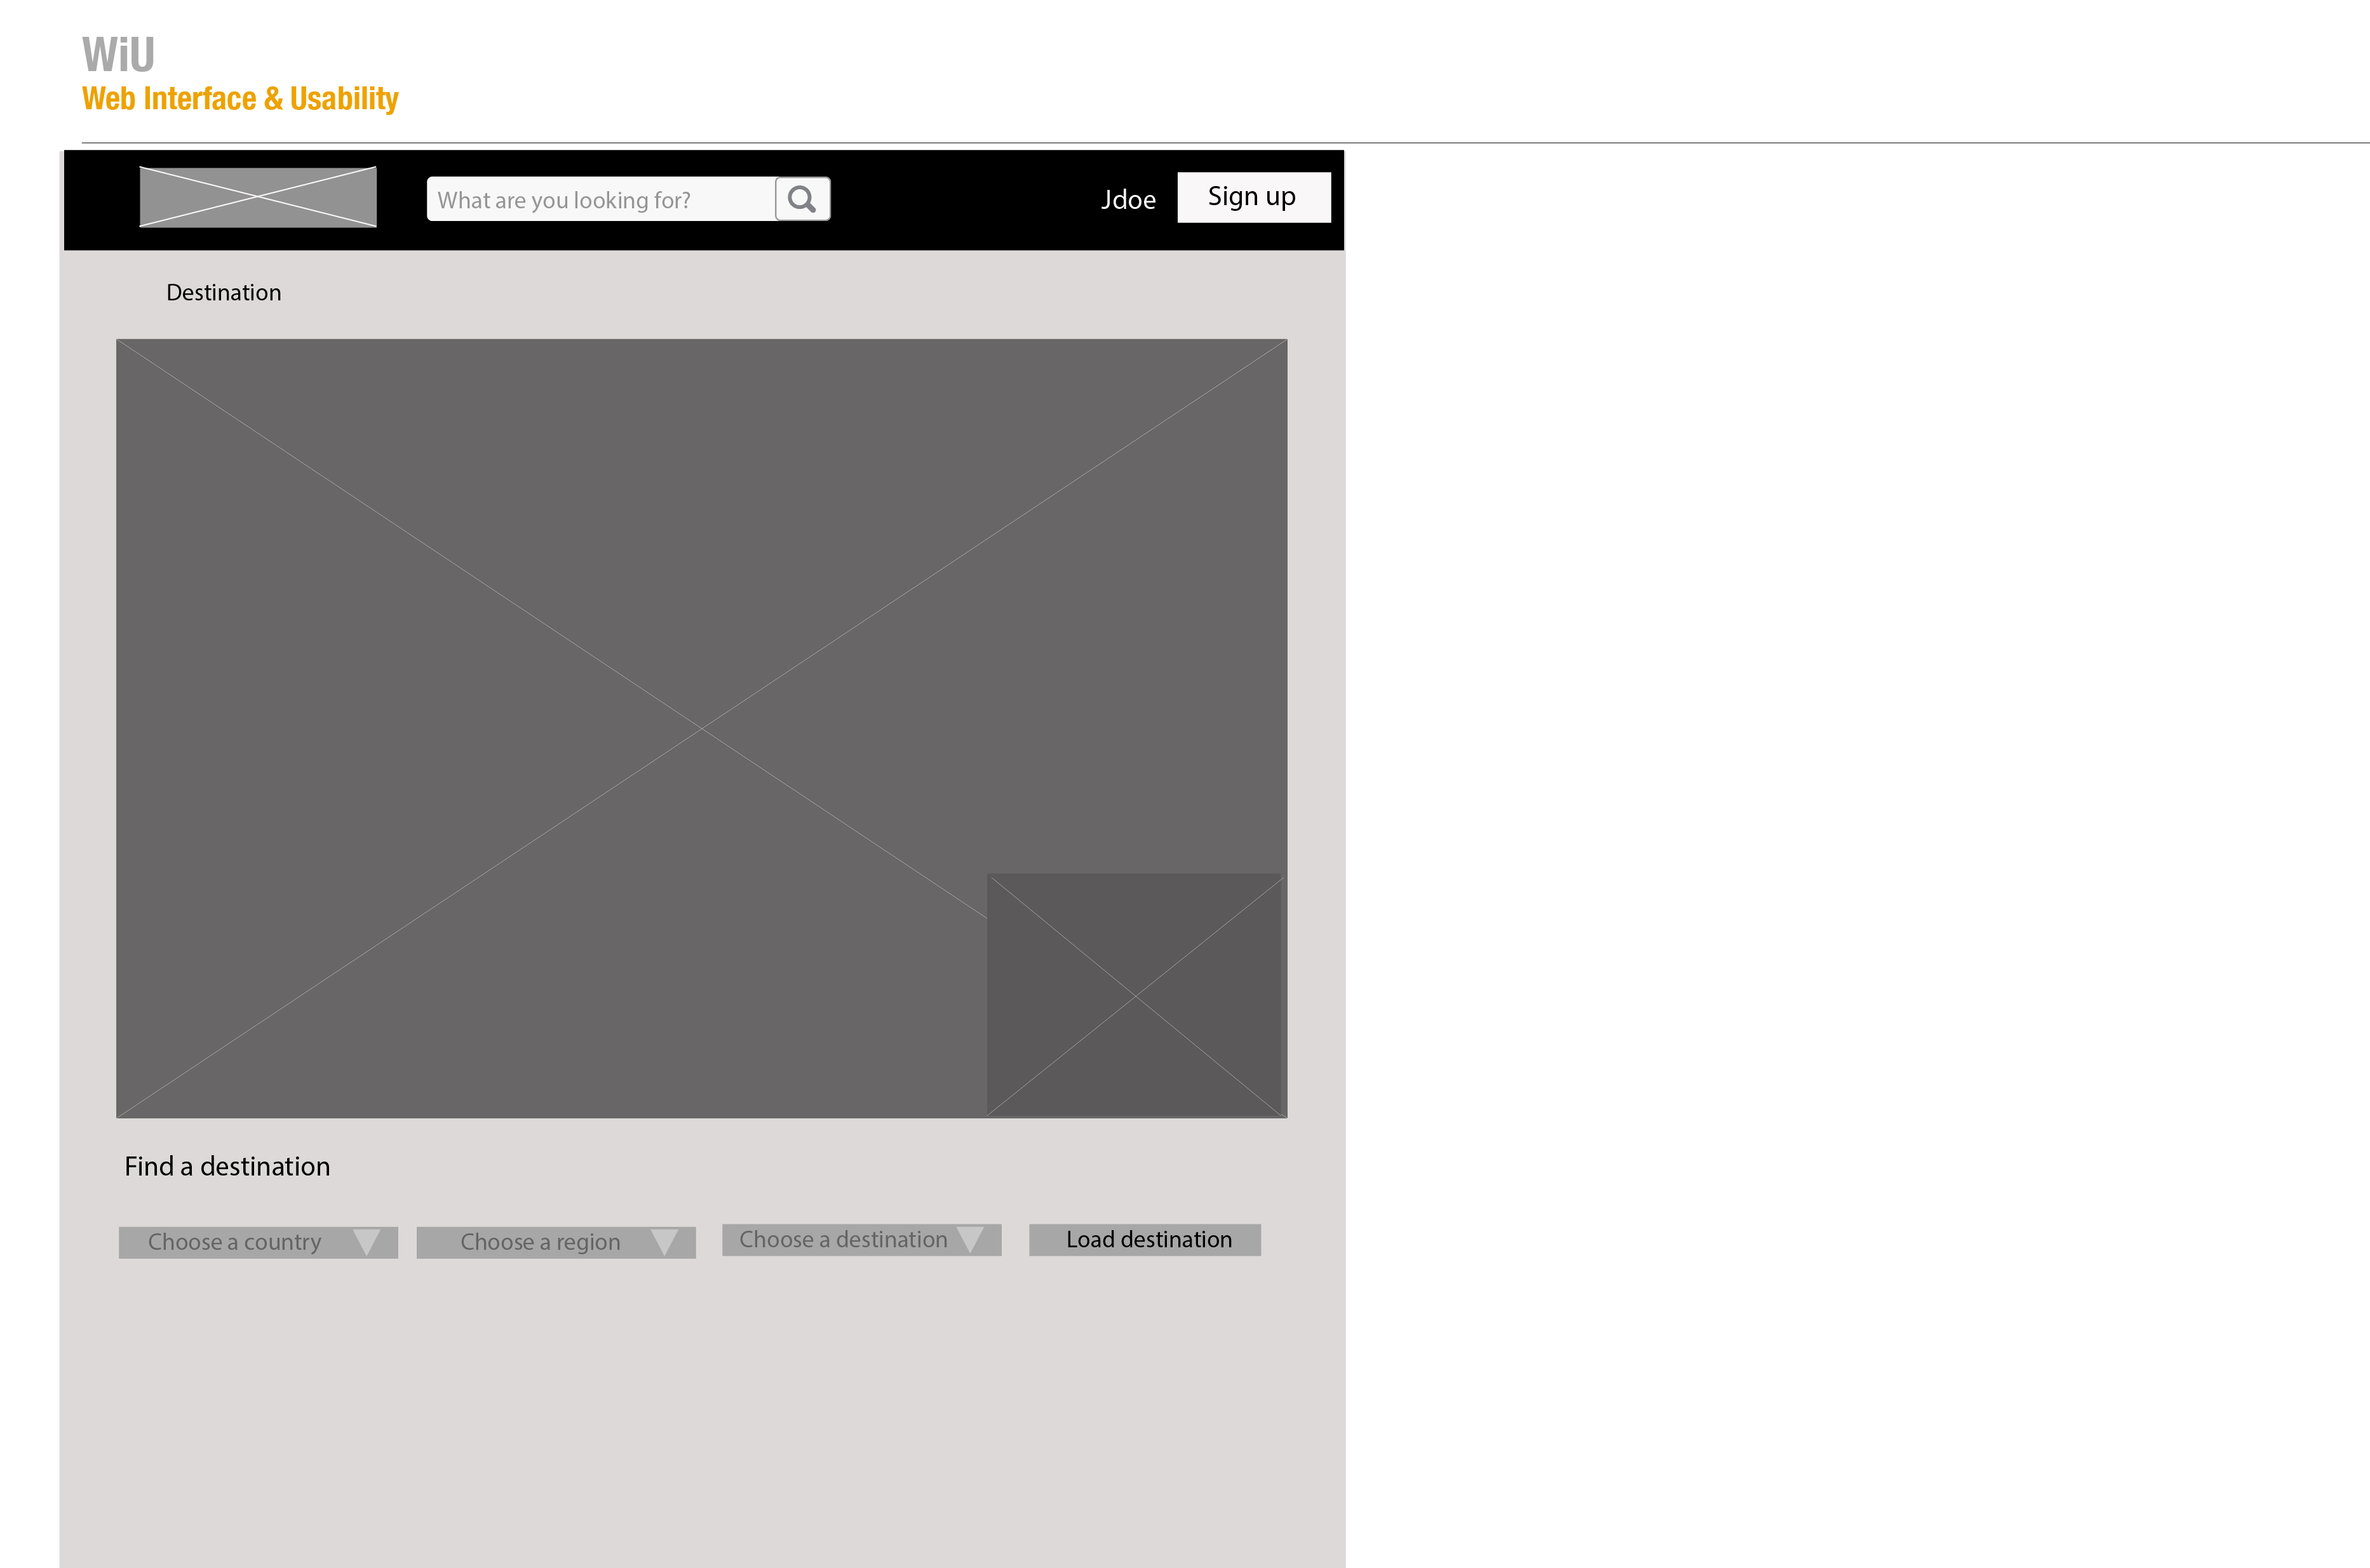 WiU
Web Interface & Usability
What are you looking for?
Jdoe
Sign up
Destination
Find a destination
Choose a country
Choose a region
Choose a destination
Load destination